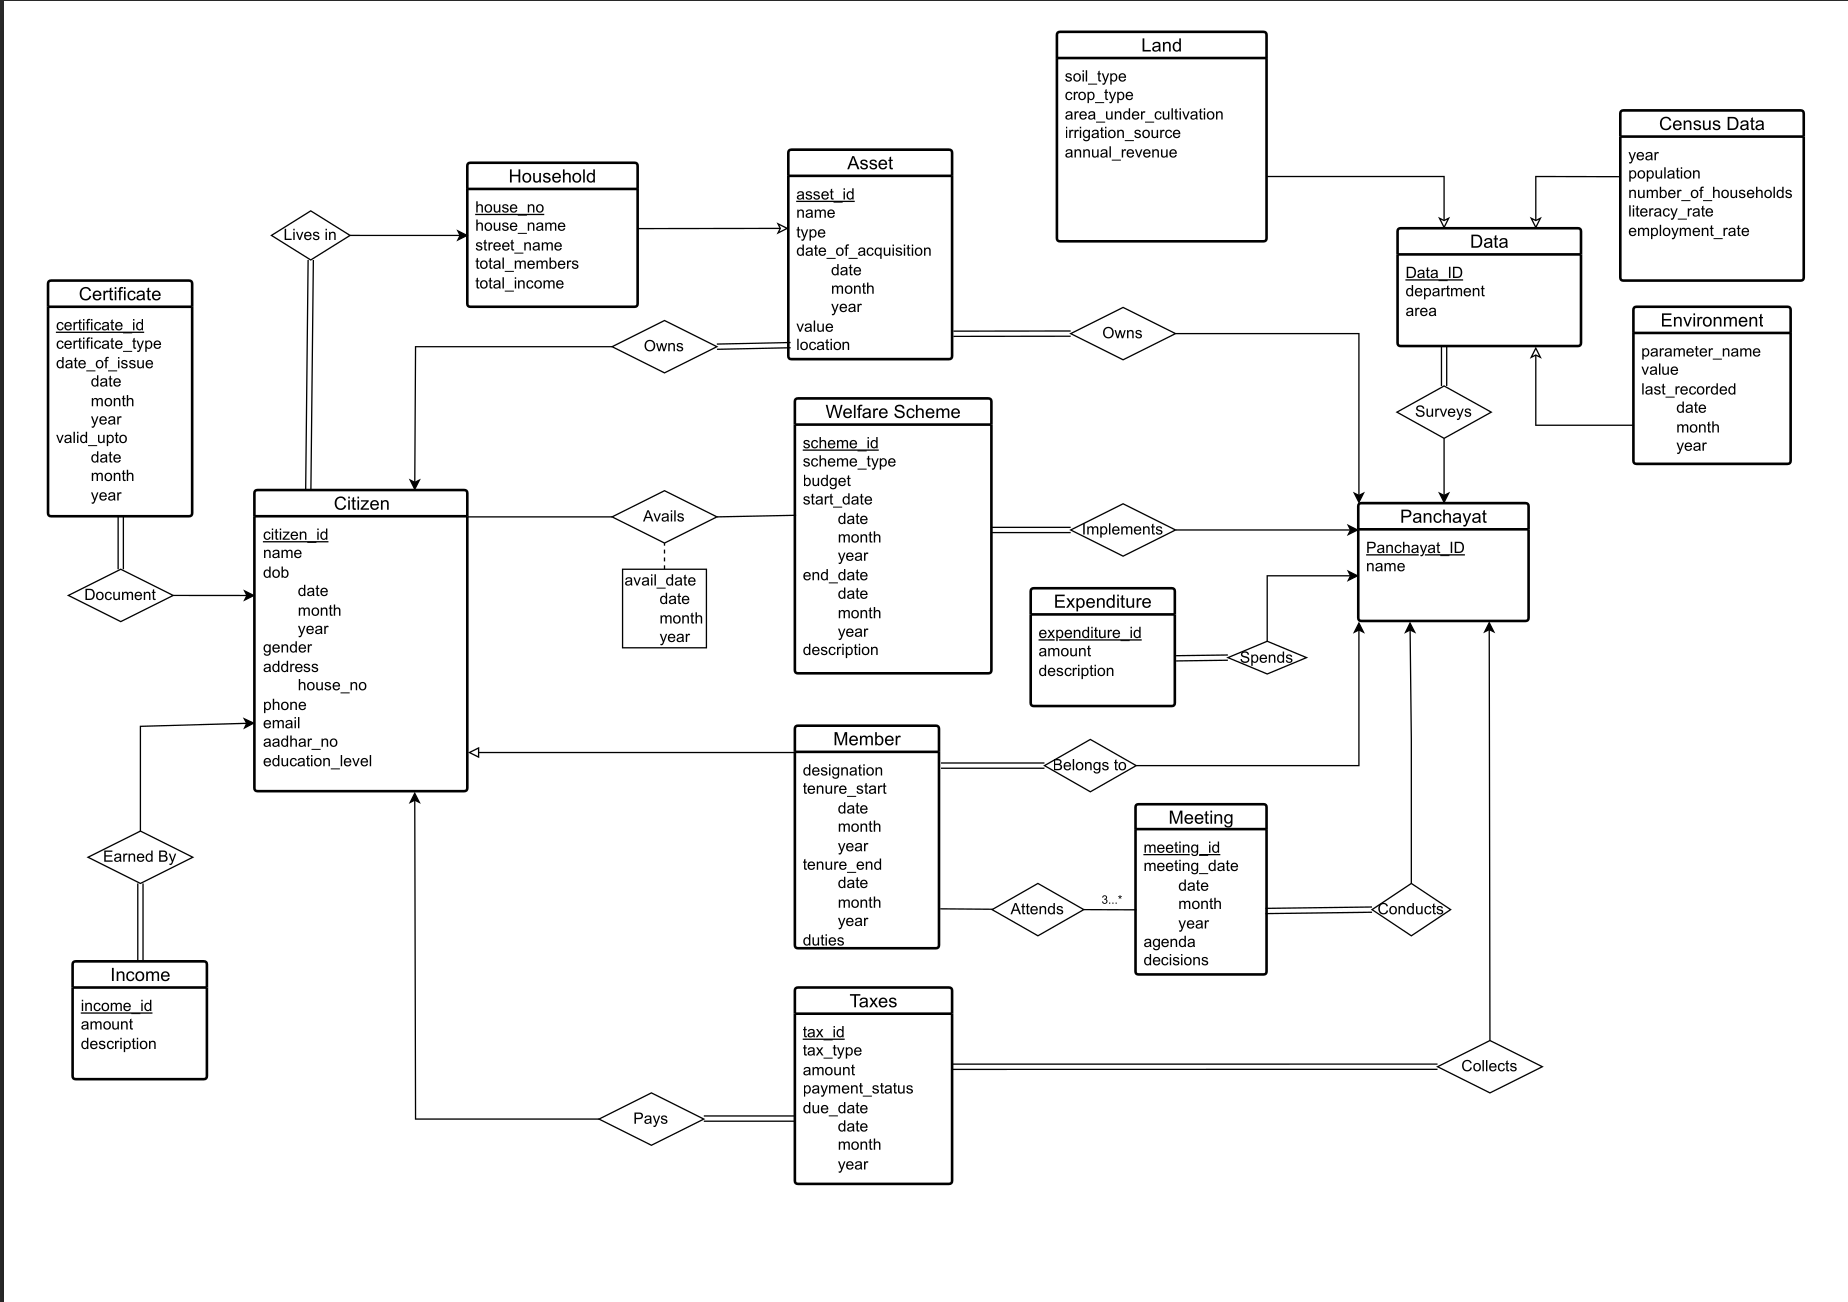 Land
soil_type
crop_type
area_under_cultivation
irrigation_source
annual_revenue
Census Data
year
population
number_of_households
literacy_rate
employment_rate
Asset
asset_id
name
type
date_of_acquisition
date
month
year
value
location
Household
house_no
house_name
street_name
total_members
total_income
Lives in
Data
Data_ID
department
area
Certificate
certificate_id
certificate_type
date_of_issue
date
month
year
valid_upto
date
month
year
Owns
Owns
Environment
parameter_name
value
last_recorded
date
month
year
Surveys
Welfare Scheme
scheme_id
scheme_type
budget
start_date
date
month
year
end_date
date
month
year
description
Citizen
citizen_id
name
dob
date
month
year
gender
address
house_no
phone
email
aadhar_no
education_level
Avails
avail_date
date
month
year
Implements
Panchayat
Panchayat_ID
name
Document
Expenditure
expenditure_id
amount
description
Spends
Member
designation
tenure_start
date
month
year
tenure_end
date
month
year
duties
Belongs to
Meeting
meeting_id
meeting_date
date
month
year
agenda
decisions
Attends
3...*
Conducts
Earned By
Income
income_id
amount
description
Taxes
tax_id
tax_type
amount
payment_status
due_date
date
month
year
Collects
Pays